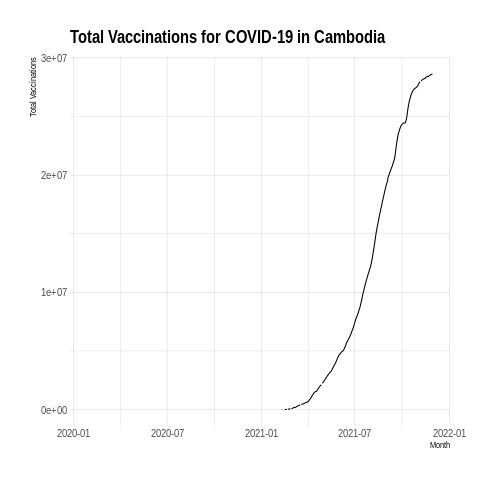 Total Vaccinations for COVID-19 in Cambodia
Total Vaccinations
3e+07
2e+07
1e+07
0e+00
2020-01 2020-07 2021-01 2021-07 2022-01
Month